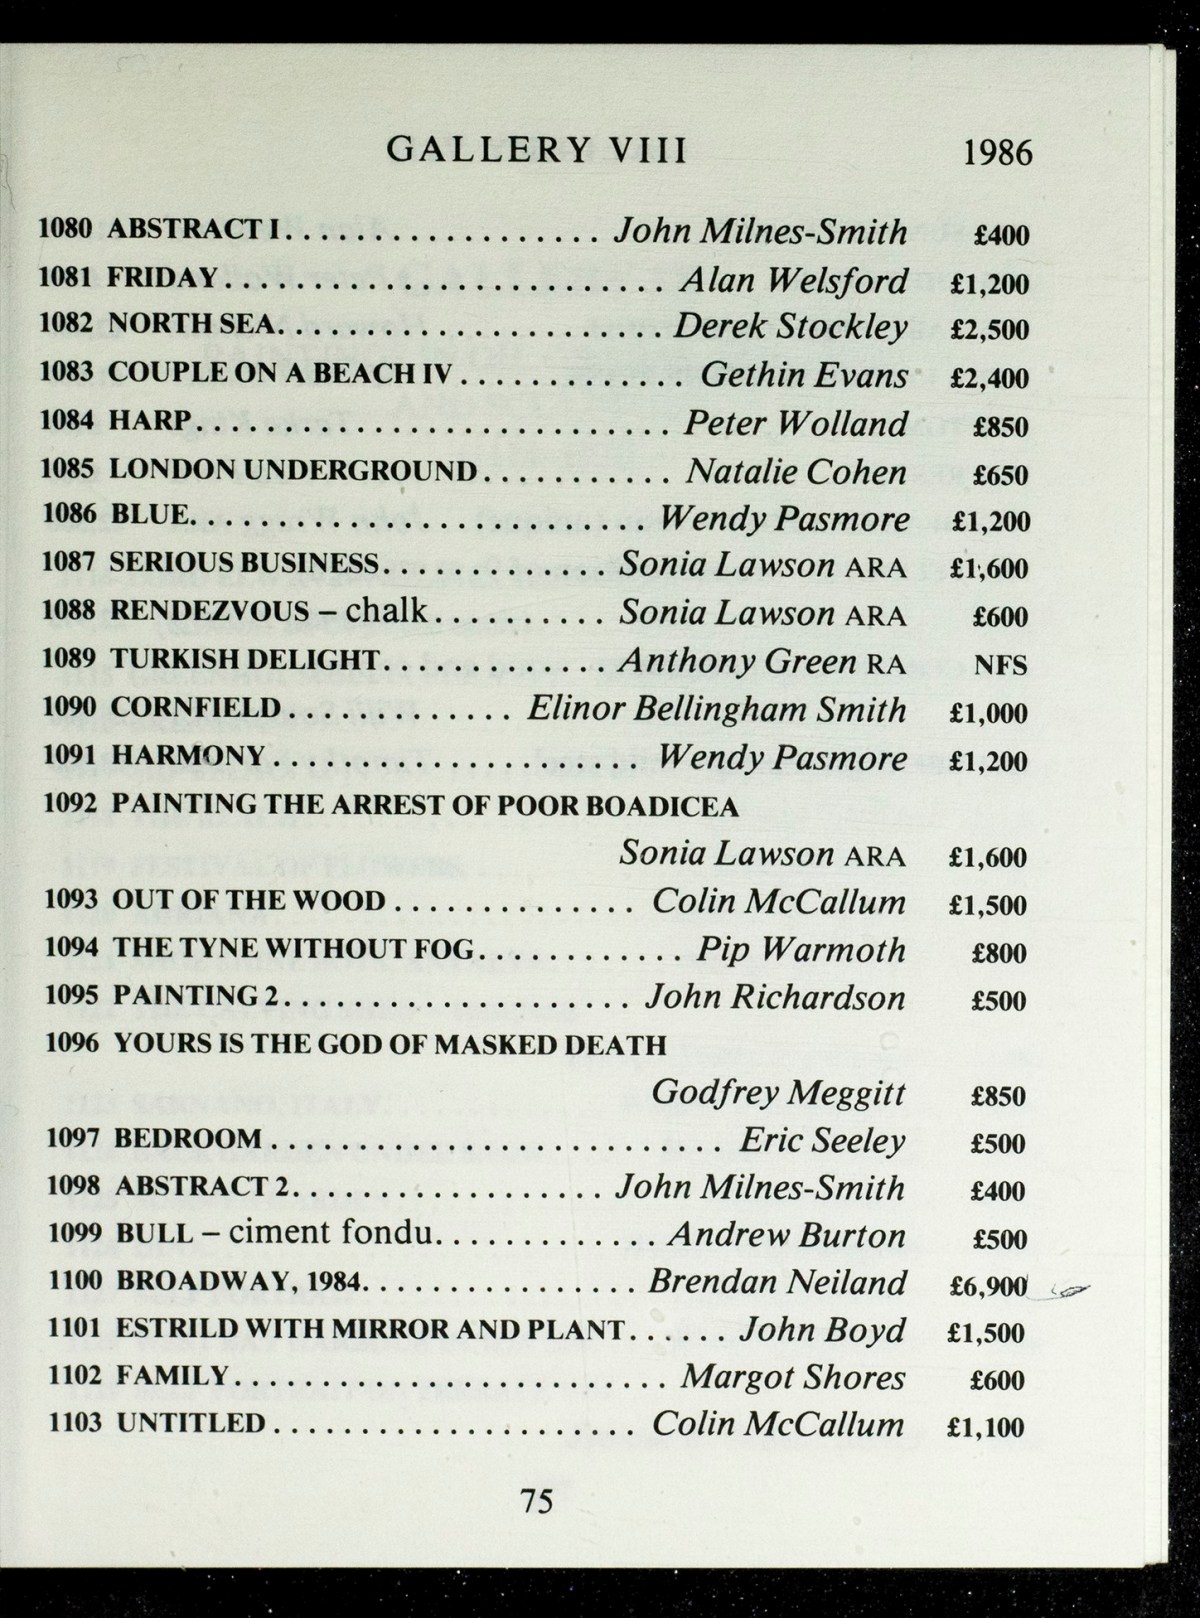 GALLERY VIII 1986
1080 ABSTRACT I.................. John Milnes-Smith £400
1081 FRIDAY......................... Alan Welsford £1,200
1082 NORTH SEA...................... Derek Stockley £2,500
1083 COUPLE ON A BEACH IV............. Gethin Evans £2,400
1084 HARP........................... Peter Wolland £850
1085 LONDON UNDERGROUND........... Natalie Cohen £650
1086 BLUE.......................... Wendy Pasmore £1,200
1087 SERIOUS BUSINESS............. Sonia Lawson ARA £1,600
1088 RENDEZVOUS – chalk.......... Sonia Lawson ARA £600
1089 TURKISH DELIGHT............. Anthony Green RA NFS
1090 CORNFIELD............. Elinor Bellingham Smith £1,000
1091 HARMONY..................... Wendy Pasmore £1,200
1092 PAINTING THE ARREST OF POOR BOADICEA
Sonia Lawson ARA £1,600
1093 OUT OF THE WOOD.............. Colin McCallum £1,500
1094 THE TYNE WITHOUT FOG............ Pip Warmoth £800
1095 PAINTING 2.................... John Richardson £500
1096 YOURS IS THE GOD OF MASKED DEATH
Godfrey Meggitt £850
1097 BEDROOM.......................... Eric Seeley £500
1098 ABSTRACT 2.................. John Milnes-Smith £400
1099 BULL – ciment fondu............. Andrew Burton £500
1100 BROADWAY, 1984................ Brendan Neiland £6,900
1101 ESTRILD WITH MIRROR AND PLANT...... John Boyd £1,500
1102 FAMILY......................... Margot Shores £600
1103 UNTITLED..................... Colin McCallum £1,100
75